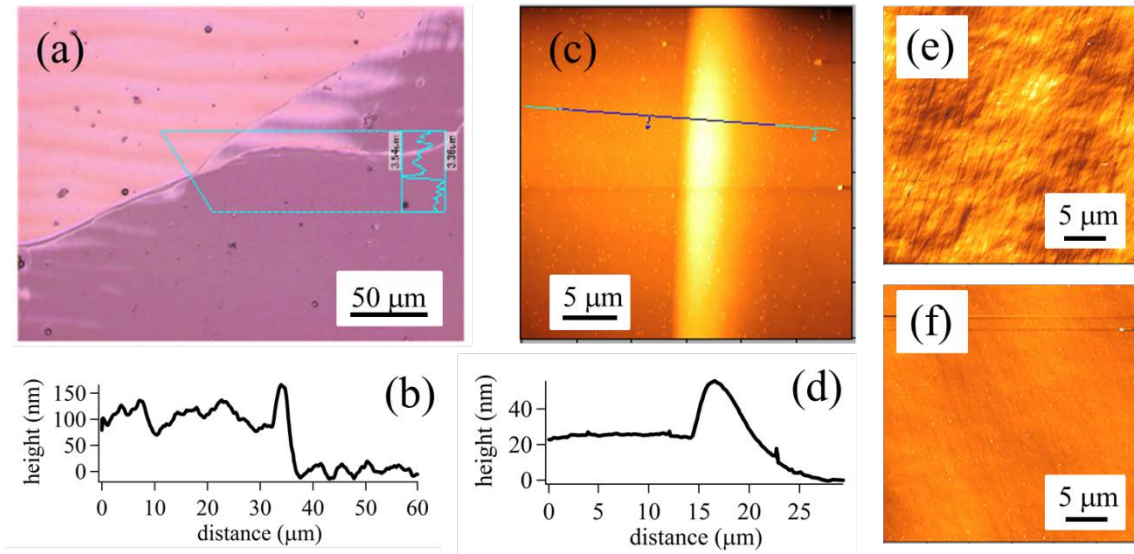 (a)
3.54um
3.36um
50 μm
(b)
height (nm)
150
100
50
0
0 10 20 30 40 50 60
distance (μm)
(c)
5 μm
(d)
height (nm)
40
20
0
0 5 10 15 20 25
distance (μm)
(e)
5 μm
(f)
5 μm